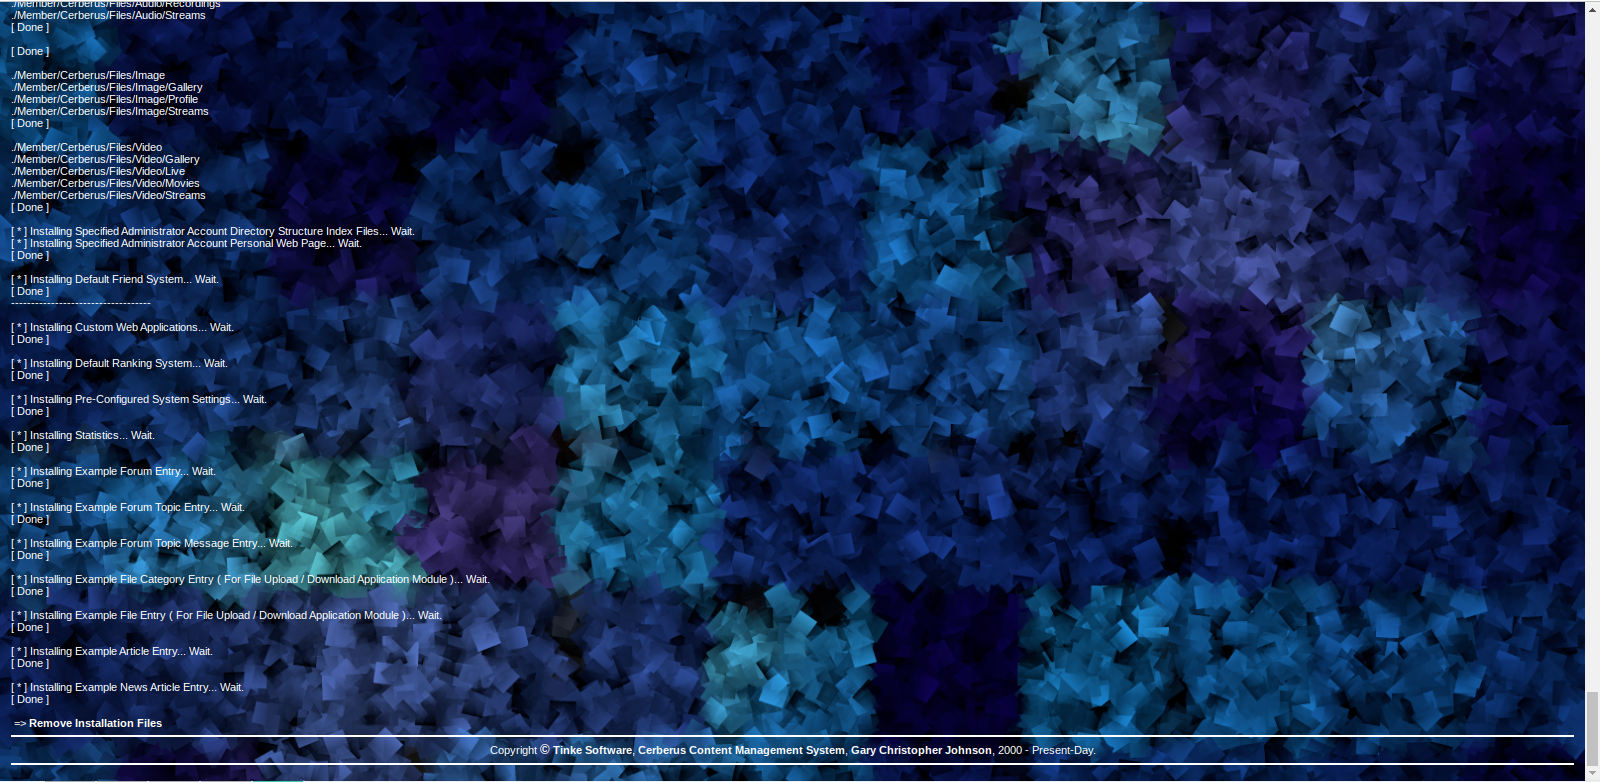 ./Member/Cerberus/Files/Audio/Recordings
./Member/Cerberus/Files/Audio/Streams
[ Done ]
[ Done ]
./Member/Cerberus/Files/Image
./Member/Cerberus/Files/Image/Gallery
./Member/Cerberus/Files/Image/Profile
./Member/Cerberus/Files/Image/Streams
[ Done ]
./Member/Cerberus/Files/Video
./Member/Cerberus/Files/Video/Gallery
./Member/Cerberus/Files/Video/Live
./Member/Cerberus/Files/Video/Movies
./Member/Cerberus/Files/Video/Streams
[ Done ]
[ * ] Installing Specified Administrator Account Directory Structure Index Files... Wait.
[ * ] Installing Specified Administrator Account Personal Web Page... Wait.
[ Done ]
[ * ] Installing Default Friend System... Wait.
[ Done ]
-----------------------------------
[ * ] Installing Custom Web Applications... Wait.
[ Done ]
[ * ] Installing Default Ranking System... Wait.
[ Done ]
[ * ] Installing Pre-Configured System Settings... Wait.
[ Done ]
[ * ] Installing Statistics... Wait.
[ Done ]
[ * ] Installing Example Forum Entry... Wait.
[ Done ]
[ * ] Installing Example Forum Topic Entry... Wait.
[ Done ]
[ * ] Installing Example Forum Topic Message Entry... Wait.
[ Done ]
[ * ] Installing Example File Category Entry ( For File Upload / Download Application Module )... Wait.
[ Done ]
[ * ] Installing Example File Entry ( For File Upload / Download Application Module )... Wait.
[ Done ]
[ * ] Installing Example Article Entry... Wait.
[ Done ]
[ * ] Installing Example News Article Entry... Wait.
[ Done ]
=> Remove Installation Files
Copyright © Tinke Software, Cerberus Content Management System, Gary Christopher Johnson, 2000 - Present-Day.